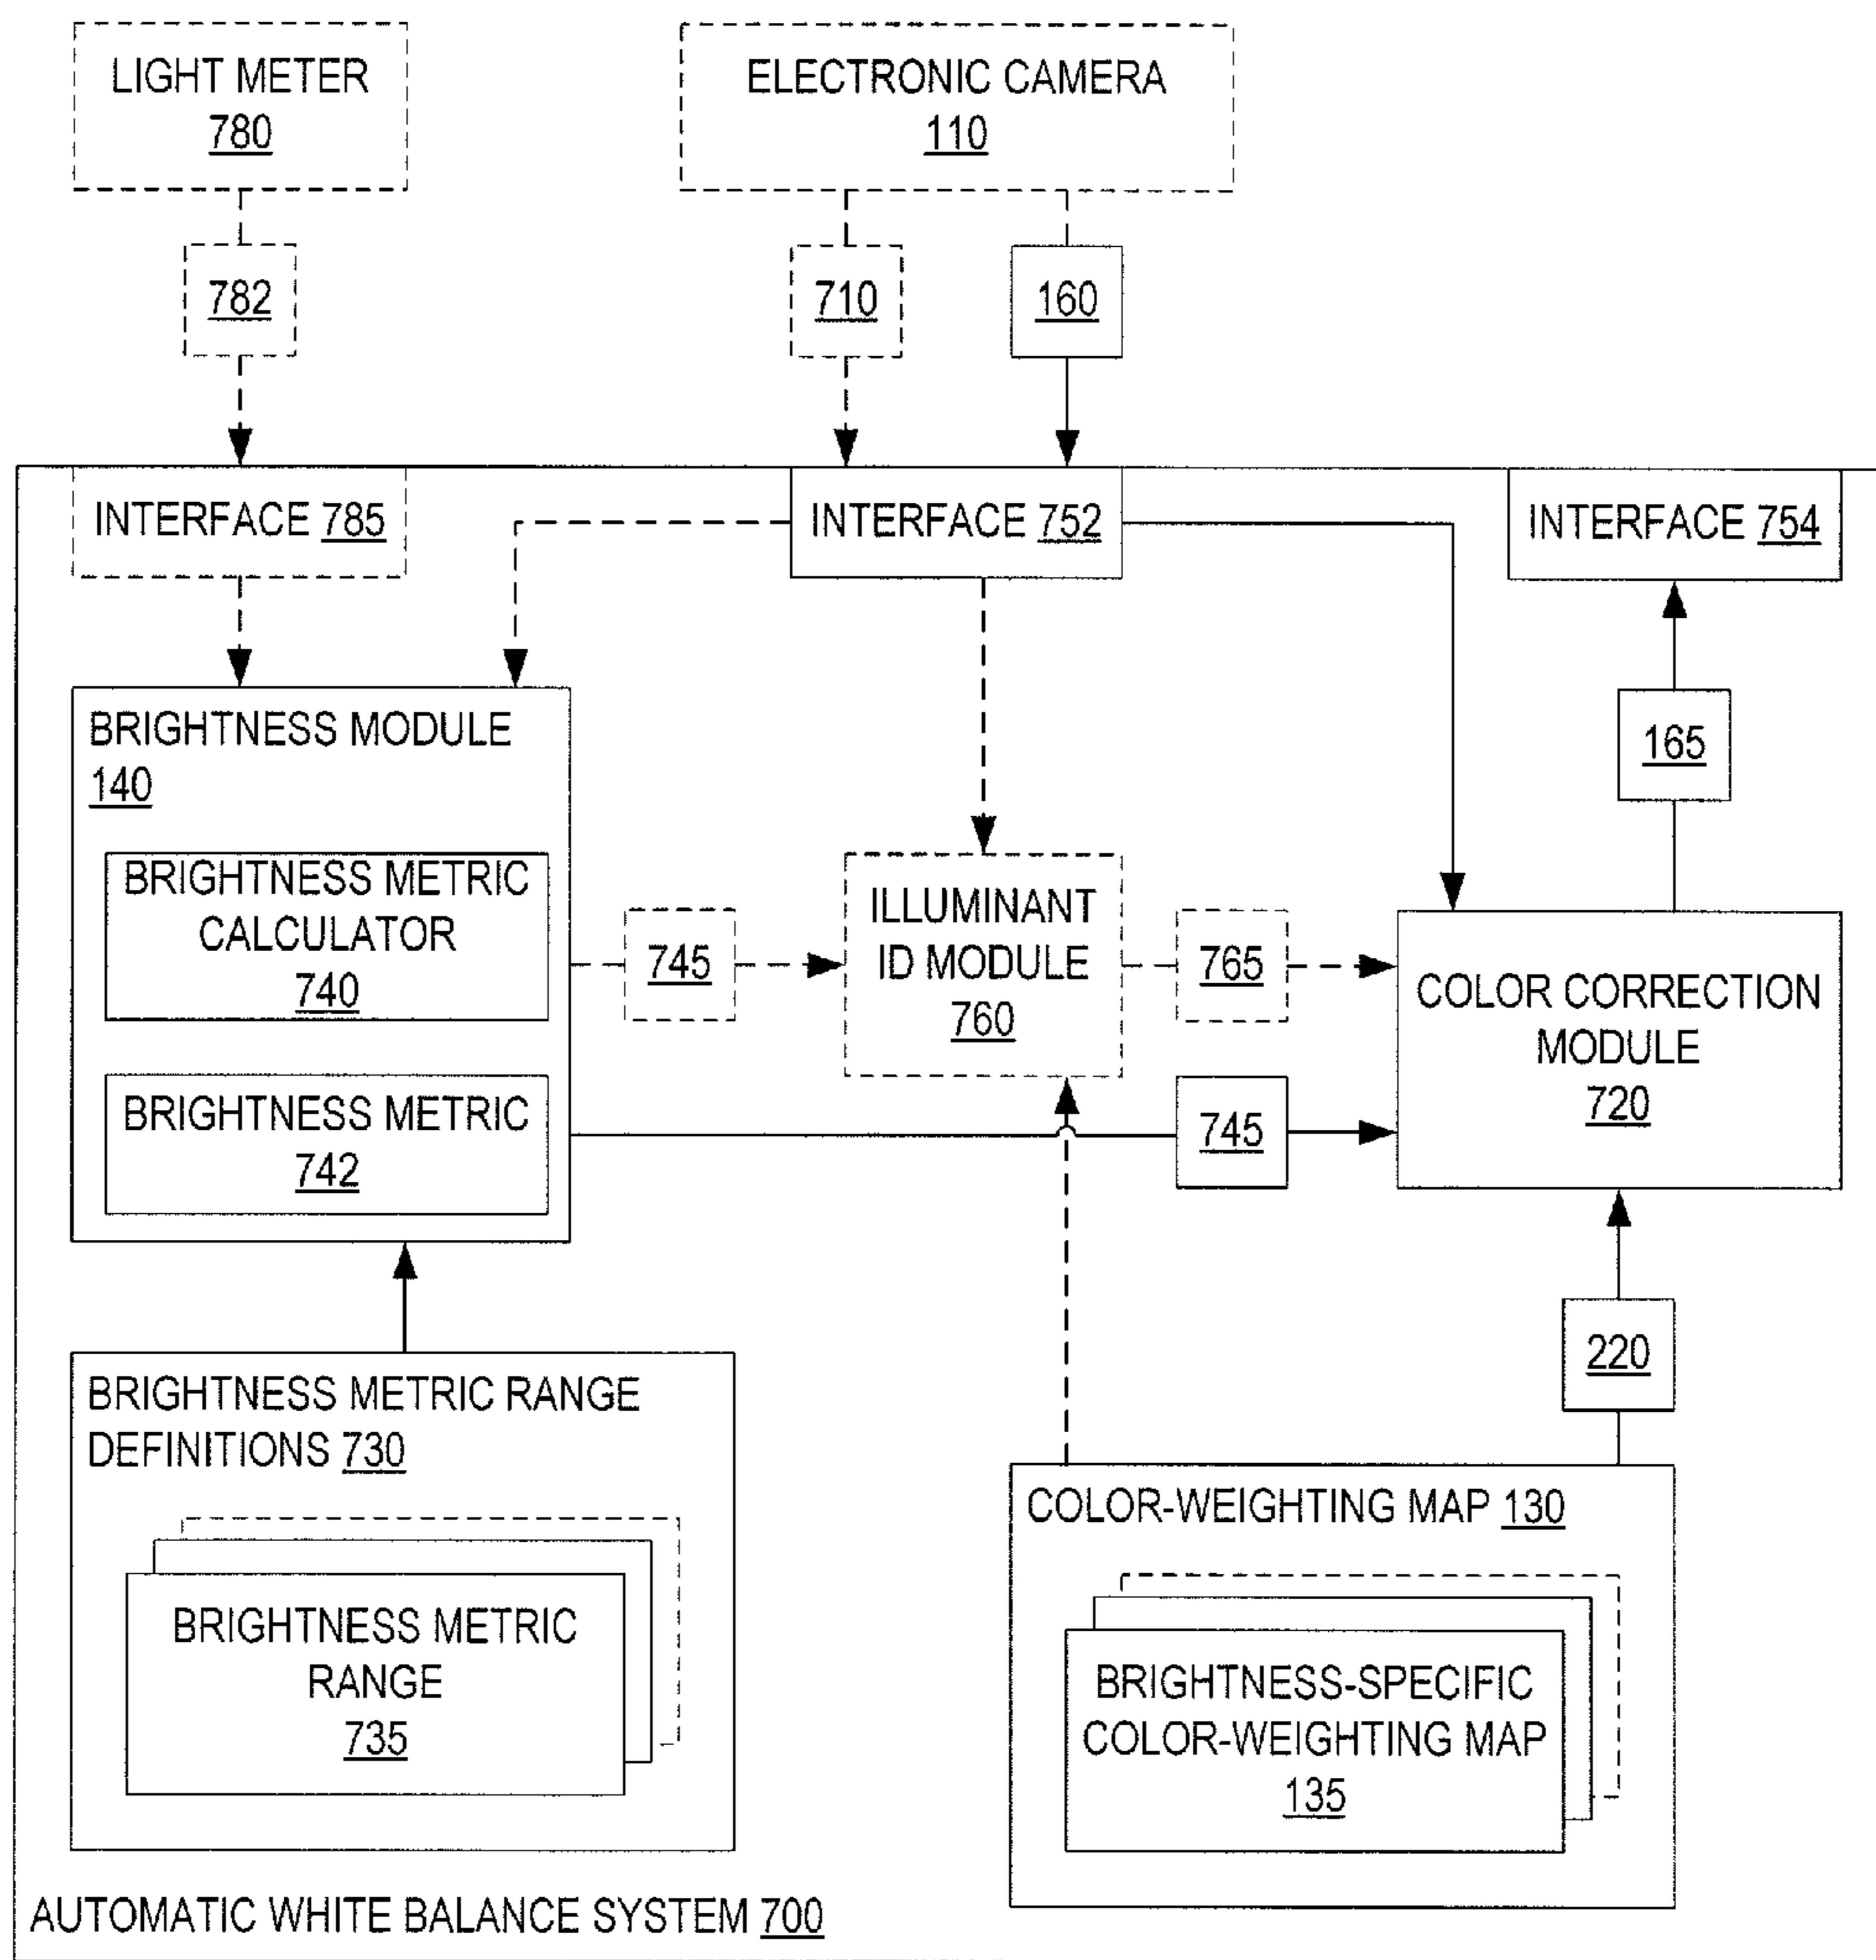 LIGHT METER
780
ELECTRONIC CAMERA
110
782
710
160
INTERFACE 785
INTERFACE 752
INTERFACE 754
BRIGHTNESS MODULE
140
165
BRIGHTNESS METRIC
CALCULATOR
740
745
ILLUMINANT
ID MODULE
760
765
COLOR CORRECTION
MODULE
720
BRIGHTNESS METRIC
742
745
220
BRIGHTNESS METRIC RANGE
DEFINITIONS 730
BRIGHTNESS METRIC
RANGE
735
COLOR-WEIGHTING MAP 130
BRIGHTNESS-SPECIFIC
COLOR-WEIGHTING MAP
135
AUTOMATIC WHITE BALANCE SYSTEM 700